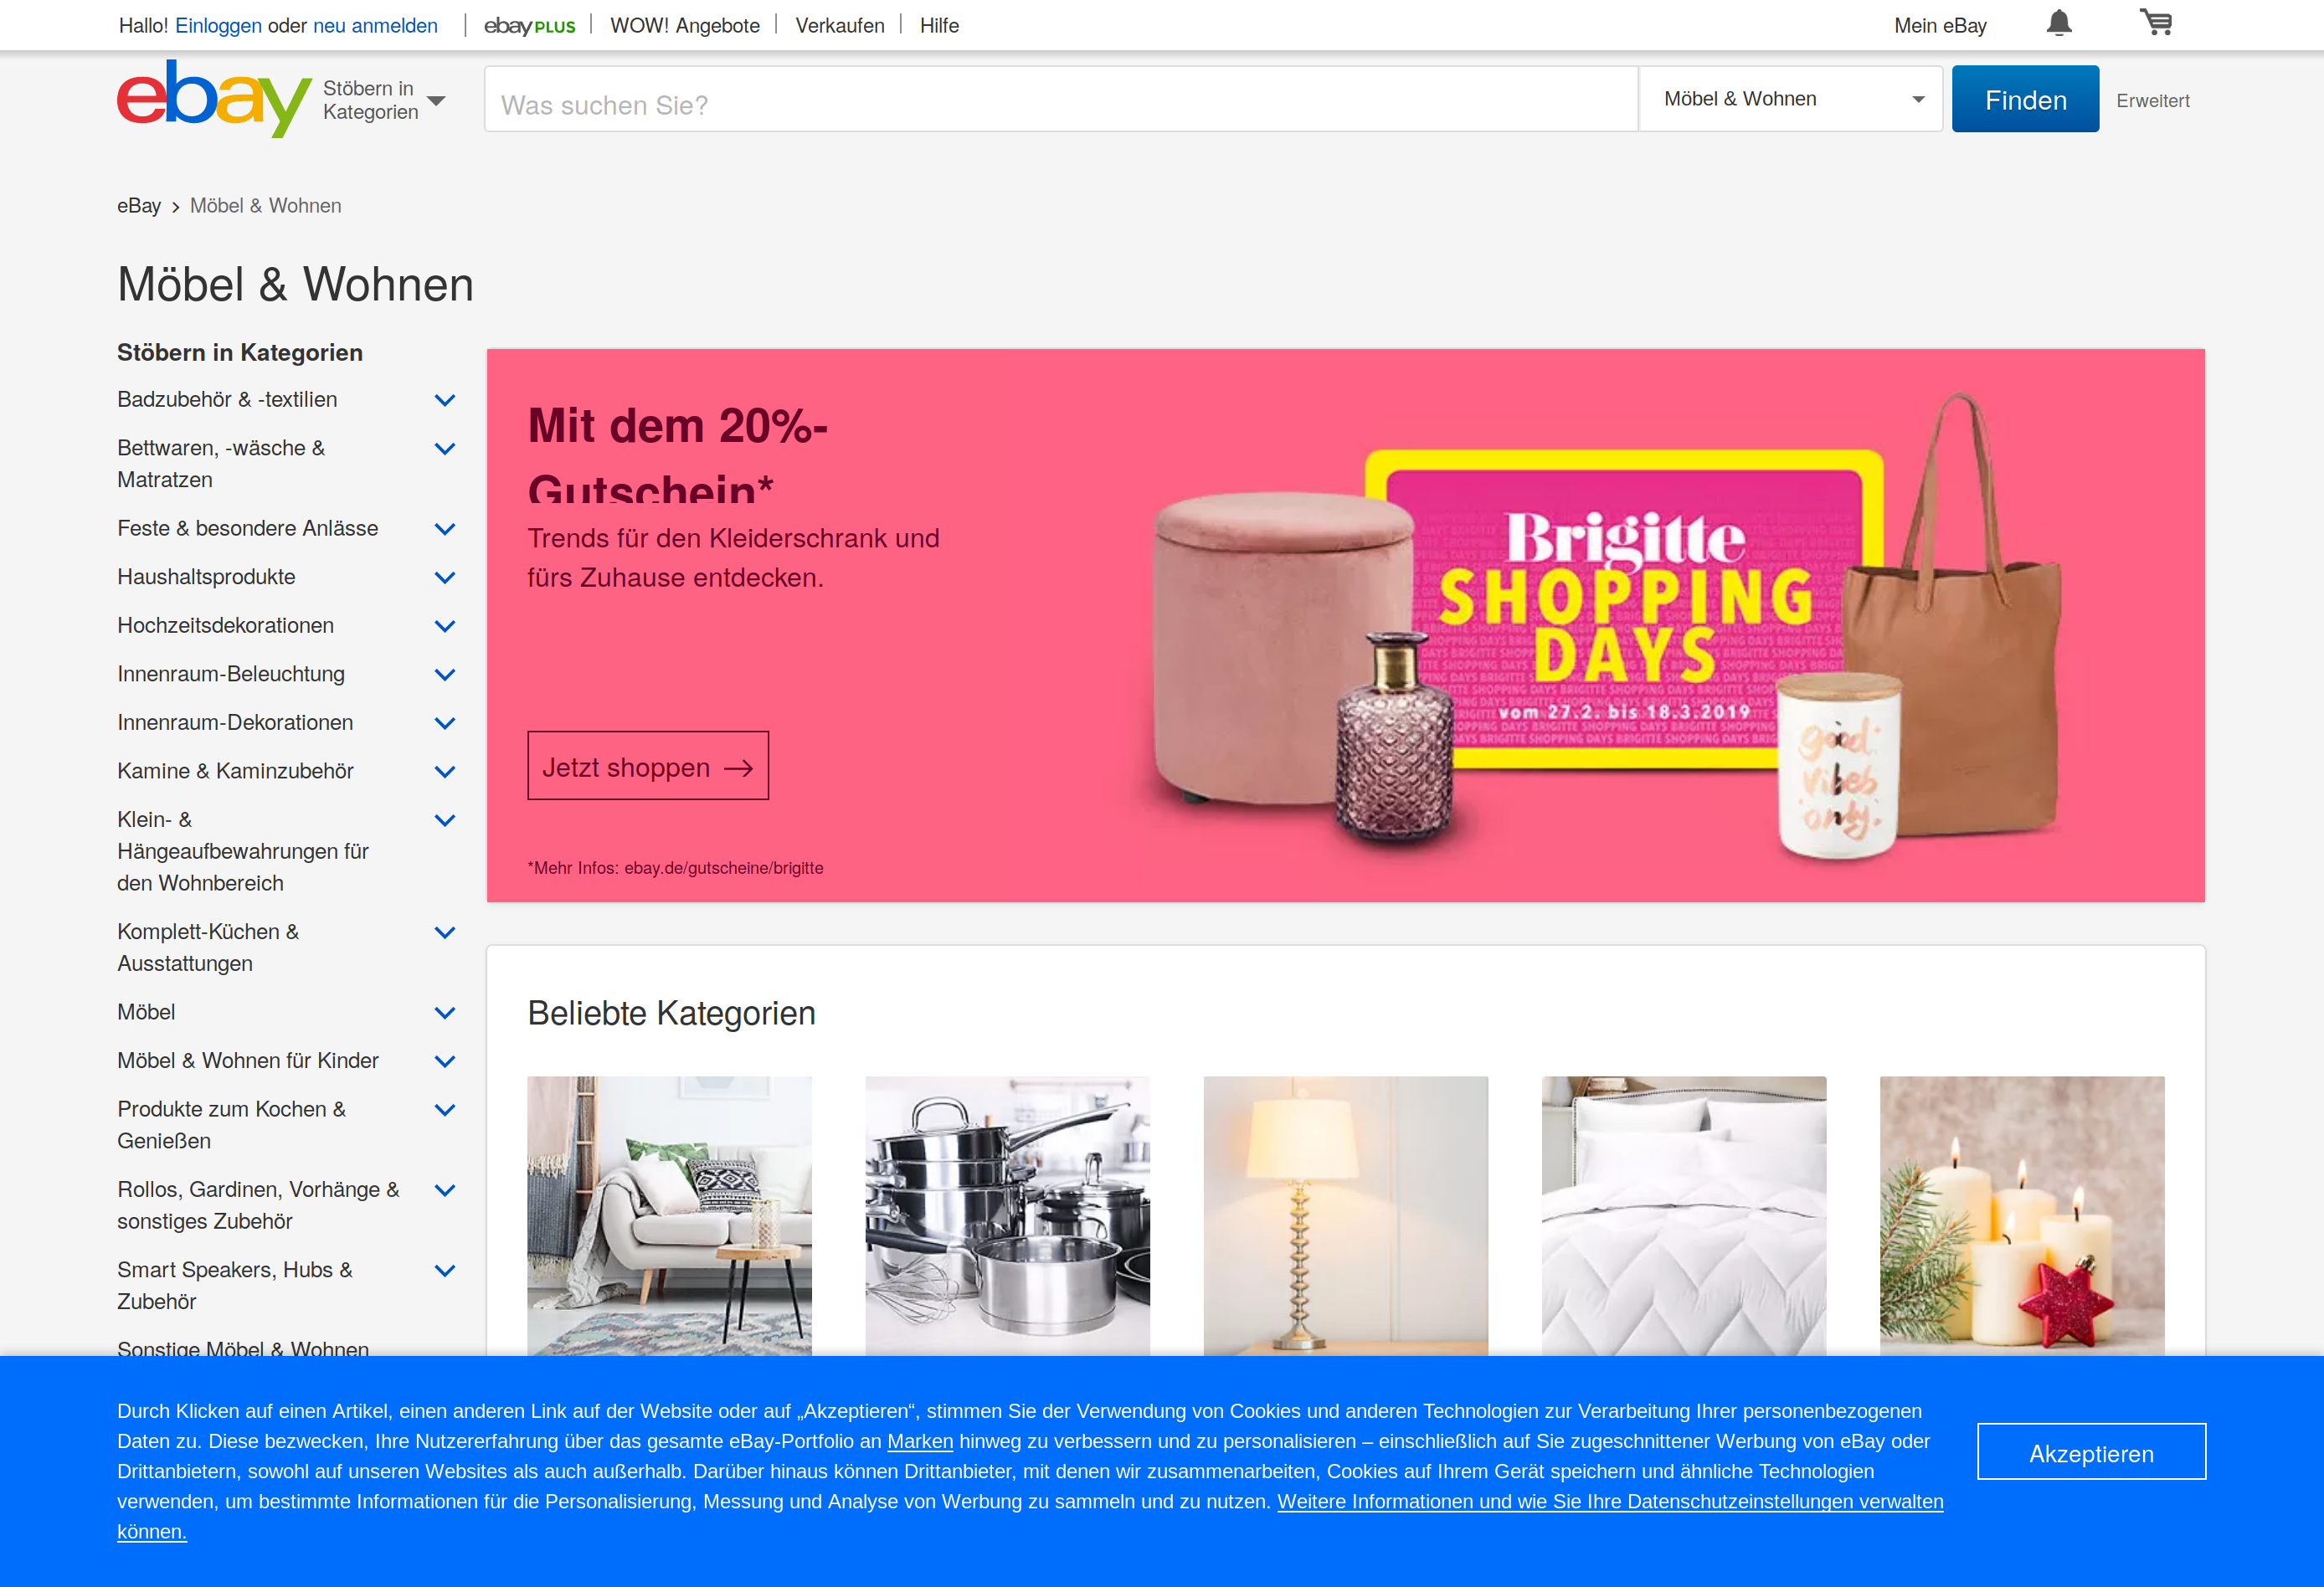 Hallo! Einloggen oder neu anmelden
ebay PLUS
WOW! Angebote
Verkaufen
Hilfe
Mein eBay
ebay
Stöbern in
Kategorien
Was suchen Sie?
Möbel & Wohnen
Finden
Erweitert
eBay
Möbel & Wohnen
Möbel & Wohnen
Stöbern in Kategorien
Badzubehör & -textilien
Bettwaren, -wäsche &
Matratzen
Feste & besondere Anlässe
Haushaltsprodukte
Hochzeitsdekorationen
Innenraum-Beleuchtung
Innenraum-Dekorationen
Kamine & Kaminzubehör
Klein- &
Hängeaufbewahrungen für
den Wohnbereich
Komplett-Küchen &
Ausstattungen
Möbel
Möbel & Wohnen für Kinder
Produkte zum Kochen &
Genießen
Rollos, Gardinen, Vorhänge &
sonstiges Zubehör
Smart Speakers, Hubs &
Zubehör
Sonstige Möbel & Wohnen
Mit dem 20%-
Gutschein*
Trends für den Kleiderschrank und
fürs Zuhause entdecken.
Jetzt shoppen
*Mehr Infos: ebay.de/gutscheine/brigitte
Brigitte
SHOPPING
DAYS
vom 27.2. bis 18.3.2019
good
vibes
only.
Beliebte Kategorien
Durch Klicken auf einen Artikel, einen anderen Link auf der Website oder auf „Akzeptieren“, stimmen Sie der Verwendung von Cookies und anderen Technologien zur Verarbeitung Ihrer personenbezogenen
Daten zu. Diese bezwecken, Ihre Nutzererfahrung über das gesamte eBay-Portfolio an Marken hinweg zu verbessern und zu personalisieren – einschließlich auf Sie zugeschnittener Werbung von eBay oder
Drittanbietern, sowohl auf unseren Websites als auch außerhalb. Darüber hinaus können Drittanbieter, mit denen wir zusammenarbeiten, Cookies auf Ihrem Gerät speichern und ähnliche Technologien
verwenden, um bestimmte Informationen für die Personalisierung, Messung und Analyse von Werbung zu sammeln und zu nutzen. Weitere Informationen und wie Sie Ihre Datenschutzeinstellungen verwalten
können.
Akzeptieren